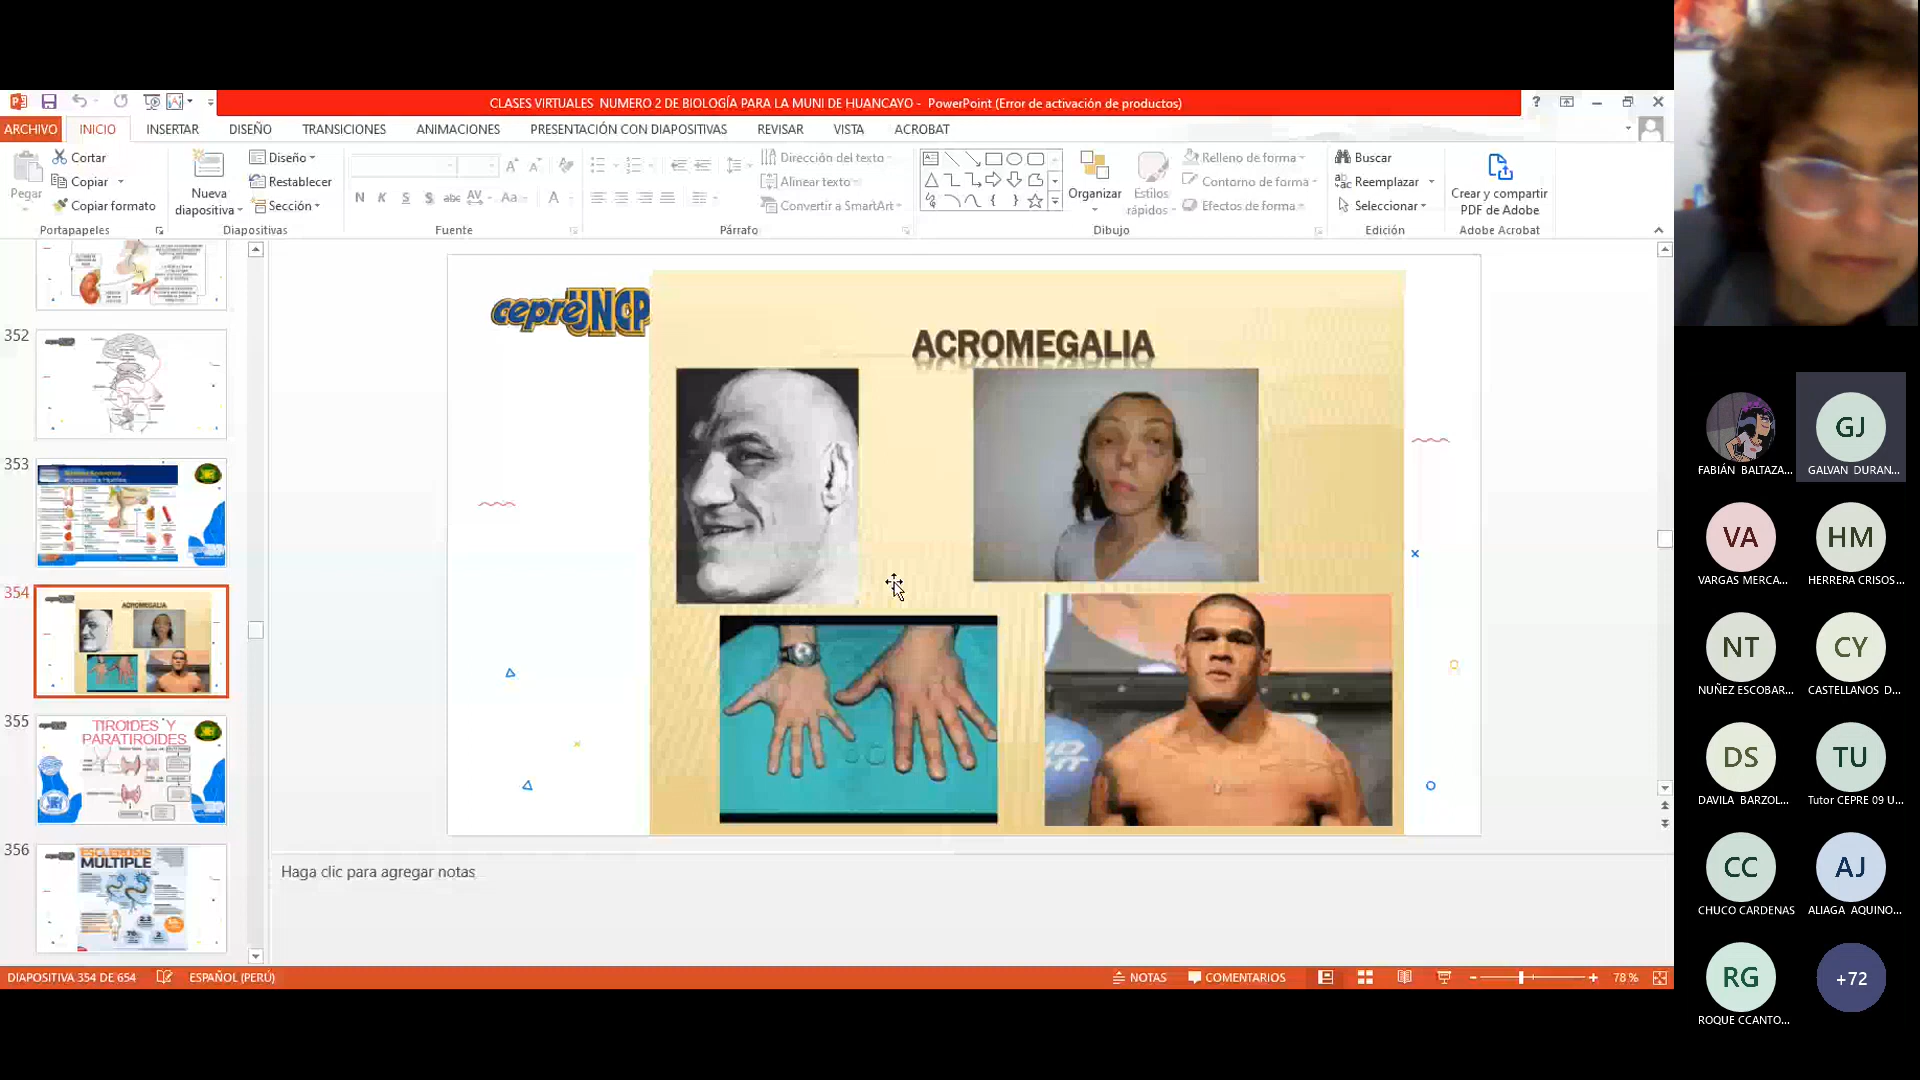 CLASES VIRTUALES NUMERO 2 DE BIOLOGÍA PARA LA MUNI DE HUANCAYO - PowerPoint (Error de activación de productos)
ARCHIVO INICIO INSERTAR DISEÑO TRANSICIONES ANIMACIONES PRESENTACIÓN CON DIAPOSITIVAS REVISAR VISTA ACROBAT
Pegar
Cortar
Copiar
Copiar formato
Portapapeles
Nueva diapositiva
Diseño
Restablecer
Sección
Diapositivas
N K S S abc AV Aa A
Fuente
Dirección del texto
Alinear texto
Convertir a SmartArt
Párrafo
Organizar
Estilos rápidos
Relleno de forma
Contorno de forma
Efectos de forma
Dibujo
Buscar
Reemplazar
Seleccionar
Edición
Crear y compartir PDF de Adobe
Adobe Acrobat
352
353
354
ACROMEGALIA
355
TIROIDES Y
PARATIROIDES
356
ESCLEROSIS
MÚLTIPLE
cepreUNCP
ACROMEGALIA
Haga clic para agregar notas
DIAPOSITIVA 354 DE 654 ESPAÑOL (PERÚ) NOTAS COMENTARIOS 78 %
GJ
FABIÁN BALTAZA... GALVAN DURAN...
VA HM
VARGAS MERCA... HERRERA CRISOS...
NT CY
NUÑEZ ESCOBAR... CASTELLANOS D...
DS TU
DAVILA BARZOL... Tutor CEPRE 09 U...
CC AJ
CHUCO CARDENAS ALIAGA AQUINO...
RG +72
ROQUE CCANTO...